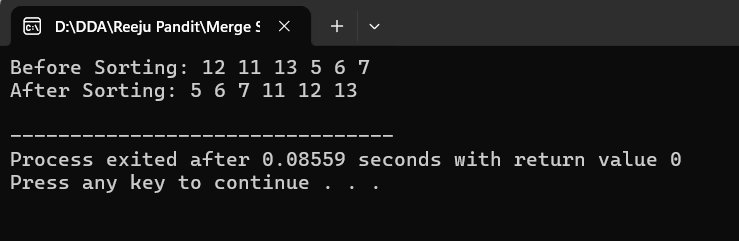 D:\DDA\Reeju Pandit\Merge S
Before Sorting: 12 11 13 5 6 7
After Sorting: 5 6 7 11 12 13
--------------------------------
Process exited after 0.08559 seconds with return value 0
Press any key to continue . . .